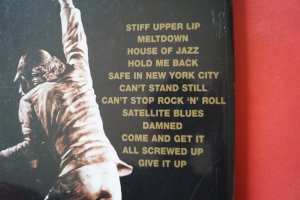 STIFF UPPER LIP
MELTDOWN
HOUSE OF JAZZ
HOLD ME BACK
SAFE IN NEW YORK CITY
CAN'T STAND STILL
CAN'T STOP ROCK 'N' ROLL
SATELLITE BLUES
DAMNED
COME AND GET IT
ALL SCREWED UP
GIVE IT UP